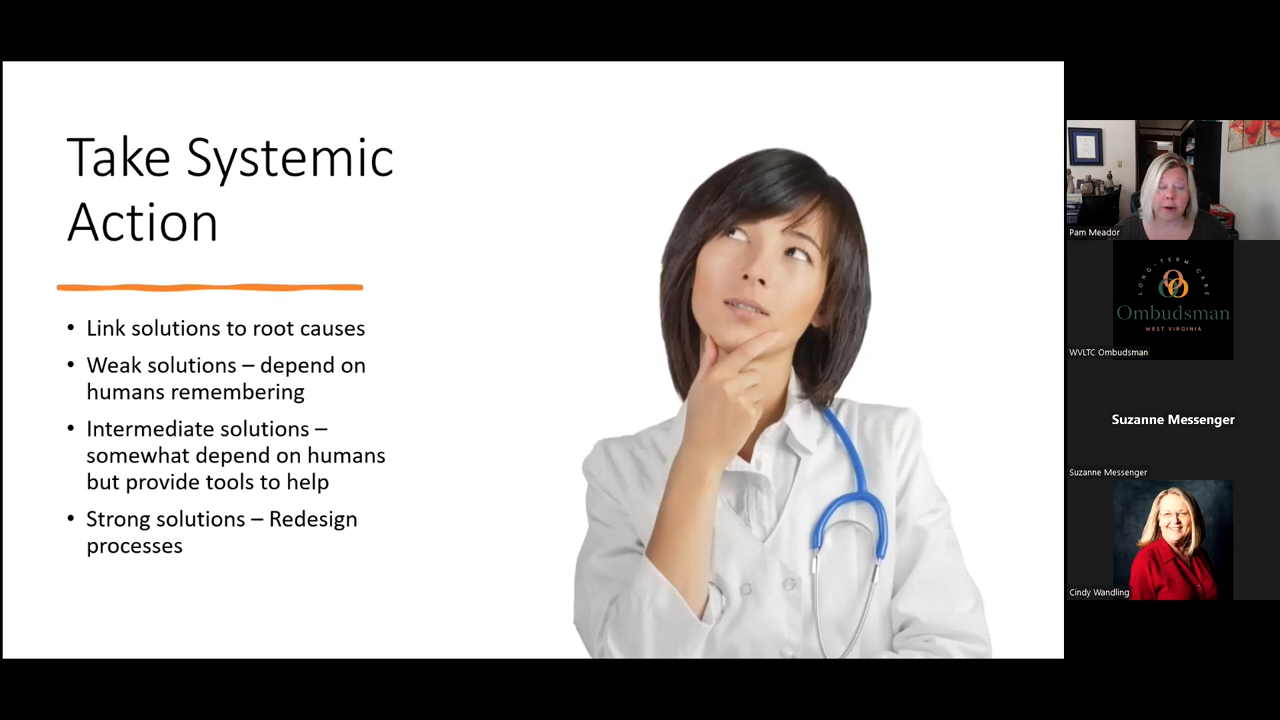 Take Systemic
Action
• Link solutions to root causes
• Weak solutions – depend on
humans remembering
• Intermediate solutions –
somewhat depend on humans
but provide tools to help
• Strong solutions – Redesign
processes
Pam Meador
LONG-TERM CARE
Ombudsman
WEST VIRGINIA
WVLTC Ombudsman
Suzanne Messenger
Suzanne Messenger
Cindy Wandling